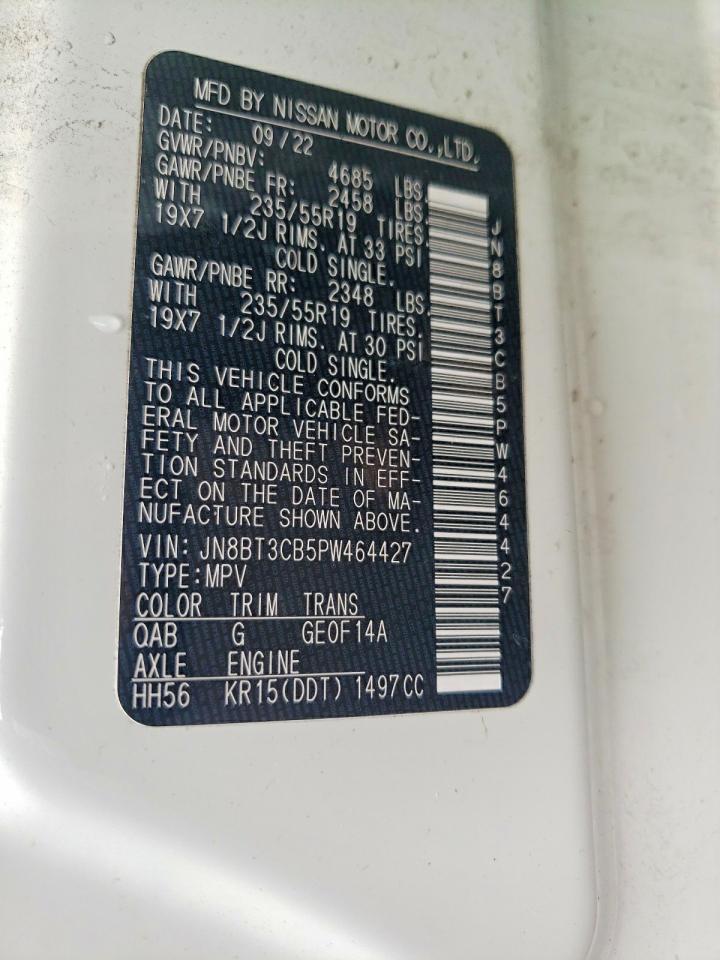 MFD BY NISSAN MOTOR CO.,LTD.
DATE: 09/22
GVWR/PNBV: 4685 LBS.
GAWR/PNBE FR: 2458 LBS.
WITH 235/55R19 TIRES.
19X7 1/2J RIMS. AT 33 PSI
COLD SINGLE.
GAWR/PNBE RR: 2348 LBS.
WITH 235/55R19 TIRES.
19X7 1/2J RIMS. AT 30 PSI
COLD SINGLE.
THIS VEHICLE CONFORMS
TO ALL APPLICABLE FED-
ERAL MOTOR VEHICLE SA-
FETY AND THEFT PREVEN-
TION STANDARDS IN EFF-
ECT ON THE DATE OF MA-
NUFACTURE SHOWN ABOVE.
VIN: JN8BT3CB5PW464427
TYPE:MPV
COLOR TRIM TRANS
QAB G GE0F14A
AXLE ENGINE
HH56 KR15(DDT) 1497CC
JN8BT3CB5PW464427